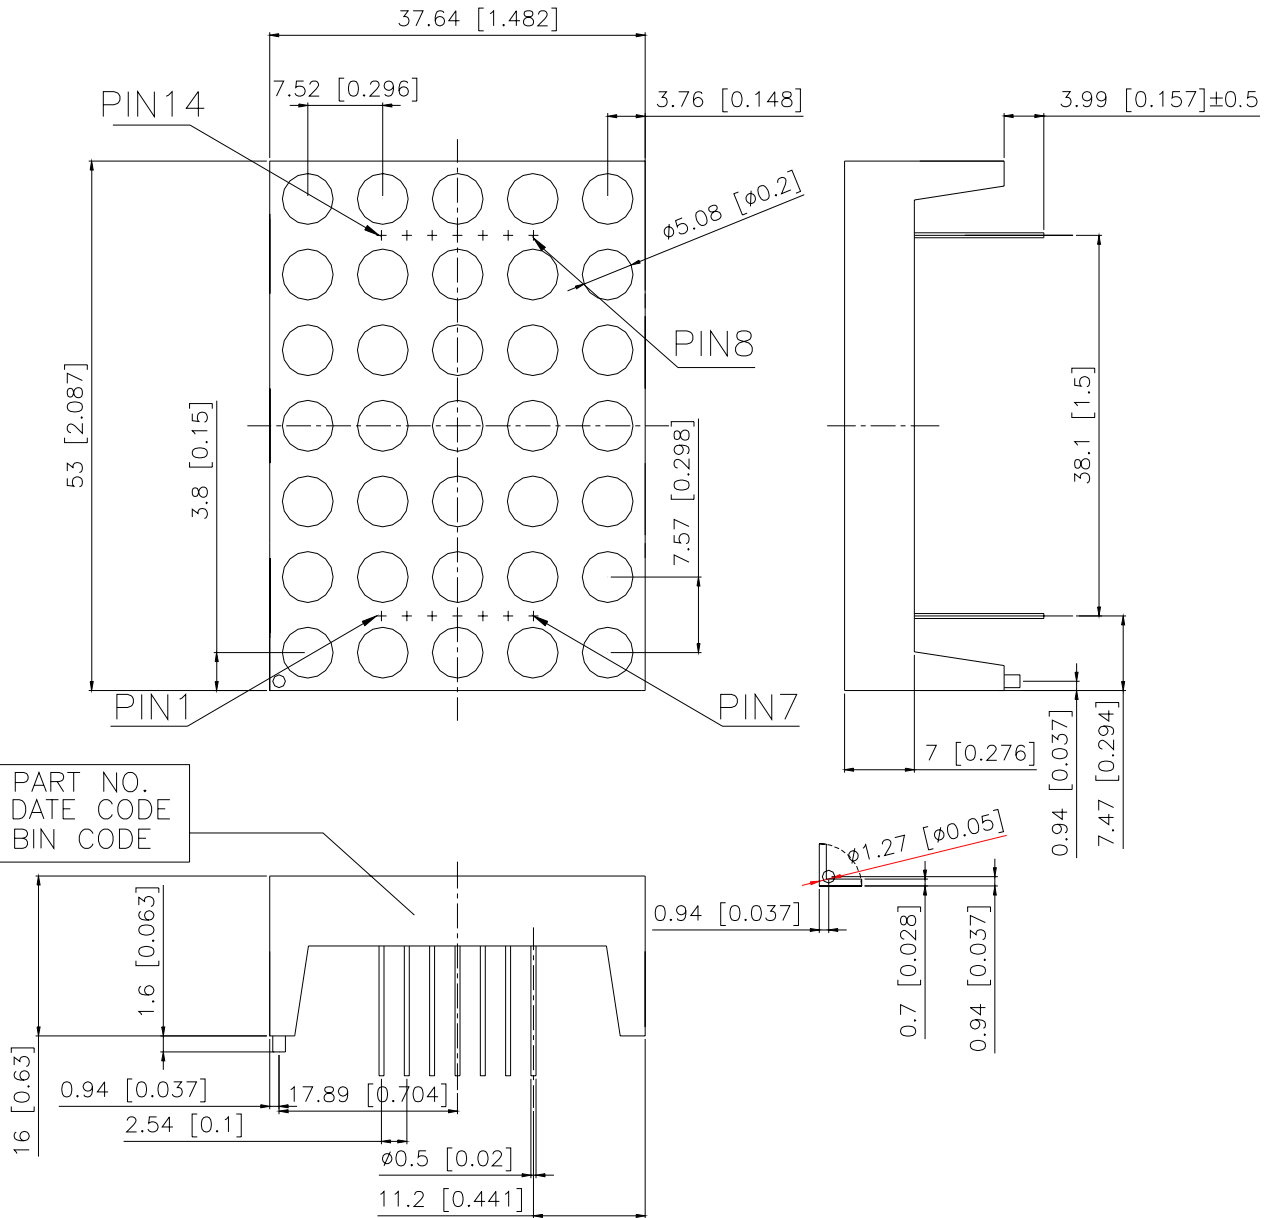 37.64 [1.482]
7.52 [0.296]
3.76 [0.148]
3.99 [0.157]±0.5
PIN14
ø5.08 [ø0.2]
PIN8
53 [2.087]
3.8 [0.15]
7.57 [0.298]
38.1 [1.5]
PIN1
PIN7
7 [0.276]
0.94 [0.037]
7.47 [0.294]
PART NO.
DATE CODE
BIN CODE
ø1.27 [ø0.05]
0.94 [0.037]
0.7 [0.028]
0.94 [0.037]
1.6 [0.063]
16 [0.63]
0.94 [0.037]
17.89 [0.704]
2.54 [0.1]
ø0.5 [0.02]
11.2 [0.441]